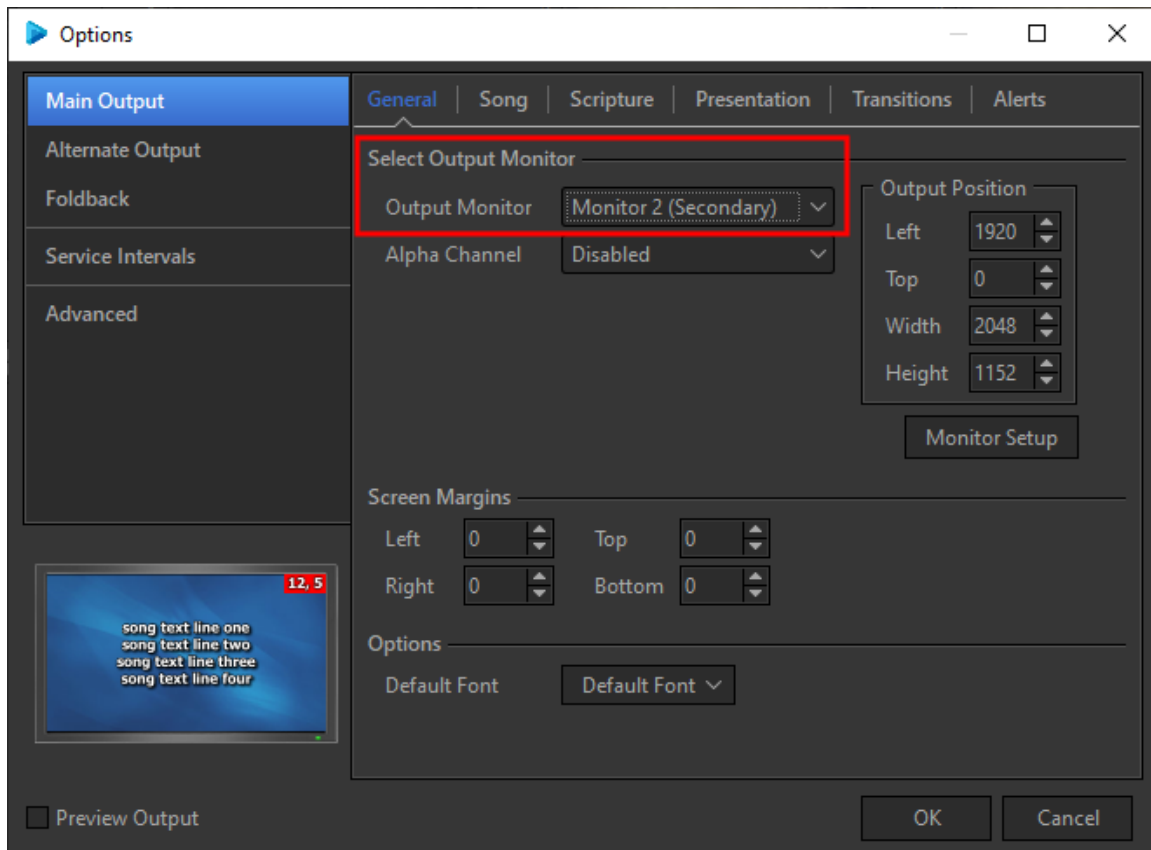 Options
Main Output
Alternate Output
Foldback
Service Intervals
Advanced
General Song Scripture Presentation Transitions Alerts
Select Output Monitor
Output Monitor Monitor 2 (Secondary)
Alpha Channel Disabled
Output Position
Left 1920
Top 0
Width 2048
Height 1152
Monitor Setup
Screen Margins
Left 0 Top 0
Right 0 Bottom 0
Options
Default Font Default Font
12, 5
song text line one
song text line two
song text line three
song text line four
Preview Output
OK Cancel